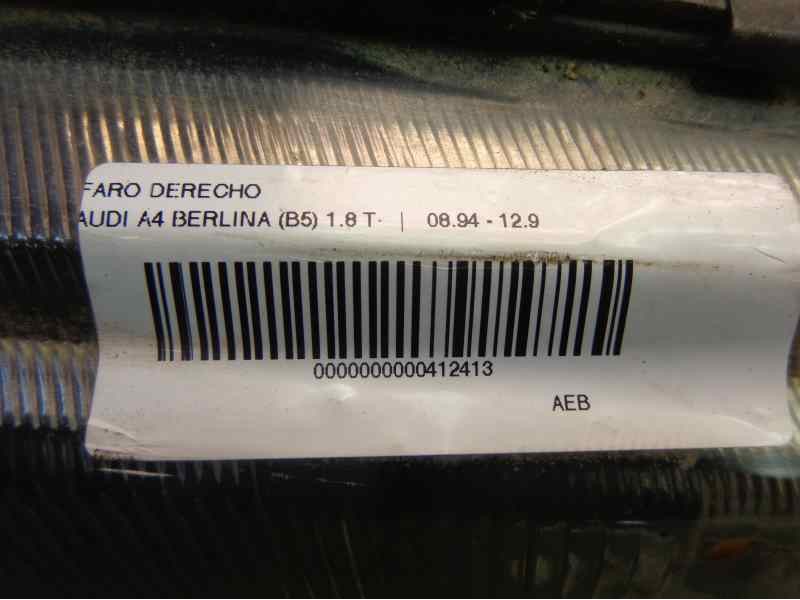 FARO DERECHO
AUDI A4 BERLINA (B5) 1.8 T· | 08.94 - 12.9
0000000000412413
AEB